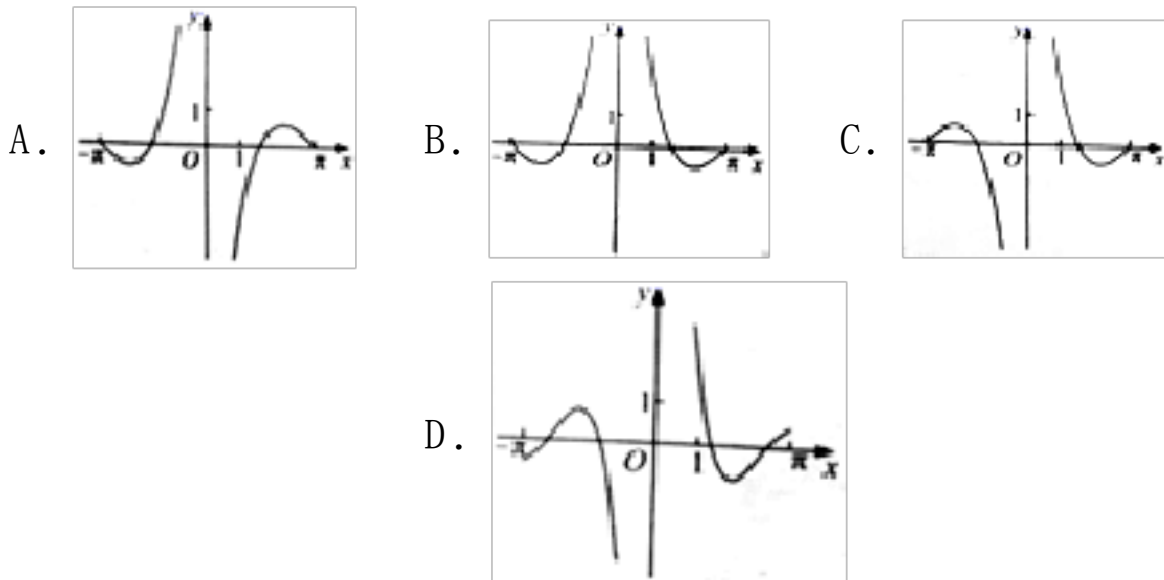 A. y 1 -π O 1 π x
B. y 1 -π O 1 π x
C. y 1 -π O 1 π x
D. y 1 -π O 1 π x